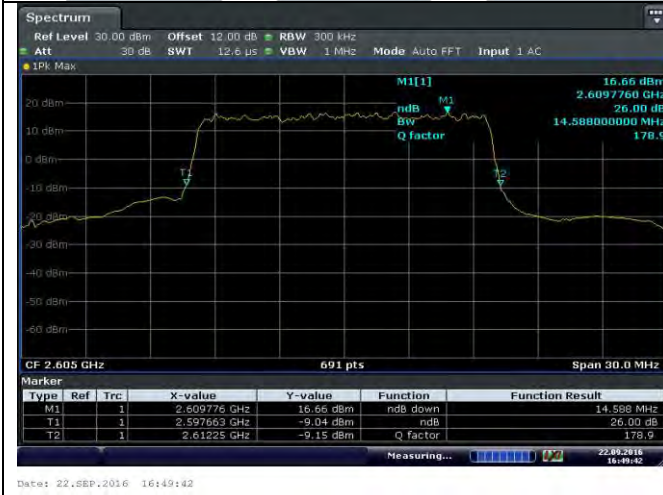 Spectrum
Ref Level 30.00 dBm Offset 12.00 dB RBW 300 kHz
Att 30 dB SWT 12.6 µs VBW 1 MHz Mode Auto FFT Input 1 AC
1Pk Max
M1[1] 16.66 dBm
2.6097760 GHz
ndB 26.00 dB
Bw 14.588000000 MHz
Q factor 178.9
M1
20 dBm
10 dBm
0 dBm
T1 T2
-10 dBm
-20 dBm
-30 dBm
-40 dBm
-50 dBm
-60 dBm
CF 2.605 GHz 691 pts Span 30.0 MHz
Marker
Type Ref Trc X-value Y-value Function Function Result
M1 1 2.609776 GHz 16.66 dBm ndB down 14.588 MHz
T1 1 2.597663 GHz -9.04 dBm ndB 26.00 dB
T2 1 2.61225 GHz -9.15 dBm Q factor 178.9
Measuring... 22.09.2016
16:49:42
Date: 22.SEP.2016 16:49:42